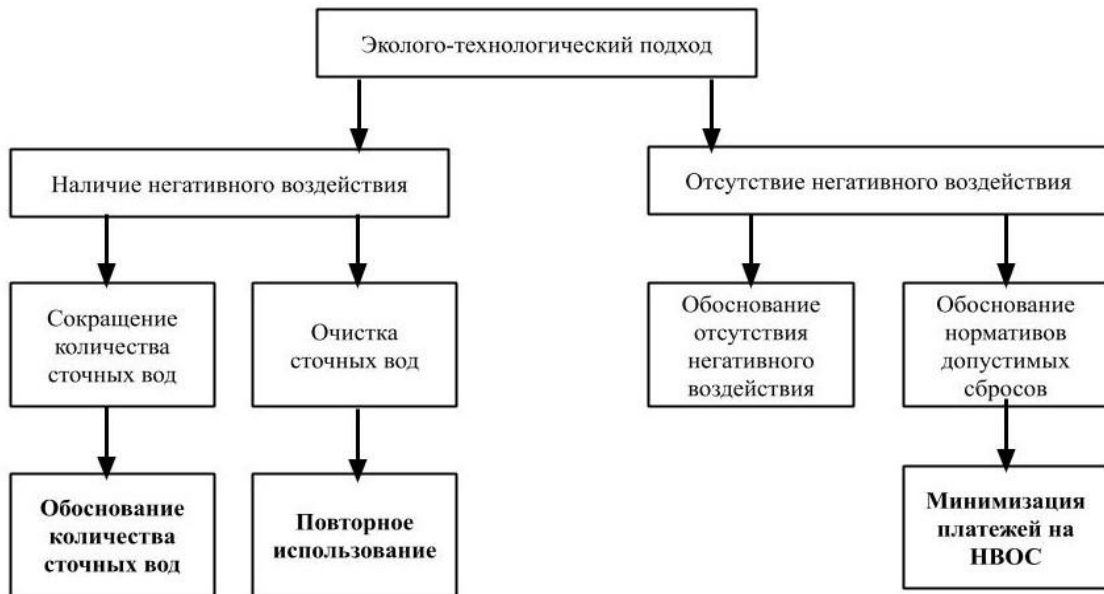 Эколого-технологический подход
Наличие негативного воздействия
Отсутствие негативного воздействия
Сокращение
количества
сточных вод
Очистка
сточных вод
Обоснование
отсутствия
негативного
воздействия
Обоснование
нормативов
допустимых
сбросов
Обоснование
количества
сточных вод
Повторное
использование
Минимизация
платежей на
НВОС